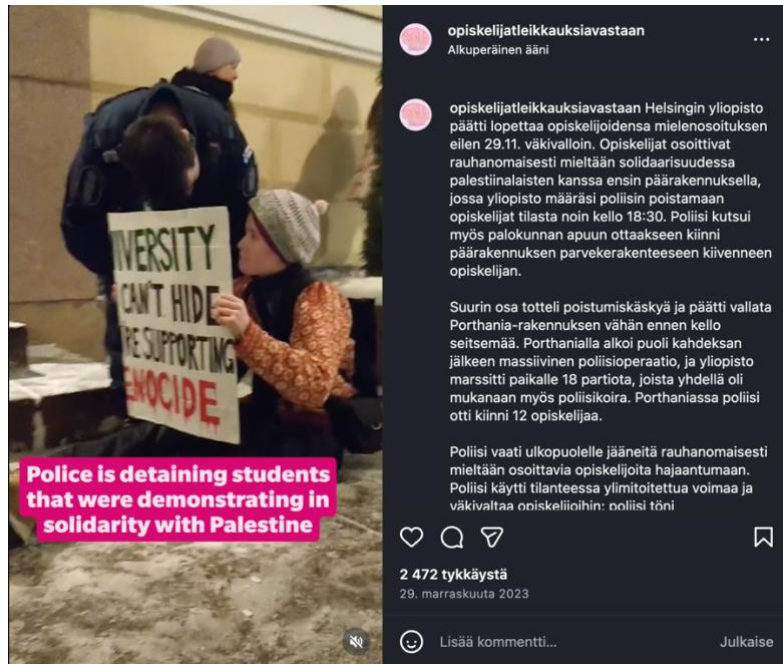 IVERSITY
CAN'T HIDE
RE SUPPORTING
ENOCIDE
Police is detaining students
that were demonstrating in
solidarity with Palestine
opiskelijatleikkauksiavastaan
Alkuperäinen ääni
opiskelijatleikkauksiavastaan Helsingin yliopisto
päätti lopettaa opiskelijoidensa mielenosoituksen
eilen 29.11. väkivalloin. Opiskelijat osoittivat
rauhanomaisesti mieltään solidaarisuudessa
palestiinalaisten kanssa ensin päärakennuksella,
jossa yliopisto määräsi poliisin poistamaan
opiskelijat tilasta noin kello 18:30. Poliisi kutsui
myös palokunnan apuun ottaakseen kiinni
päärakennuksen parvekerakenteeseen kiivenneen
opiskelijan.
Suurin osa totteli poistumiskäskyä ja päätti vallata
Porthania-rakennuksen vähän ennen kello
seitsemää. Porthanialla alkoi puoli kahdeksan
jälkeen massiivinen poliisioperaatio, ja yliopisto
marssitti paikalle 18 partiota, joista yhdellä oli
mukanaan myös poliisikoira. Porthaniassa poliisi
otti kiinni 12 opiskelijaa.
Poliisi vaati ulkopuolelle jääneitä rauhanomaisesti
mieltään osoittavia opiskelijoita hajaantumaan.
Poliisi käytti tilanteessa ylimitoitettua voimaa ja
väkivaltaa opiskelijoihin: poliisi töni
2 472 tykkäystä
29. marraskuuta 2023
Lisää kommentti...
Julkaise